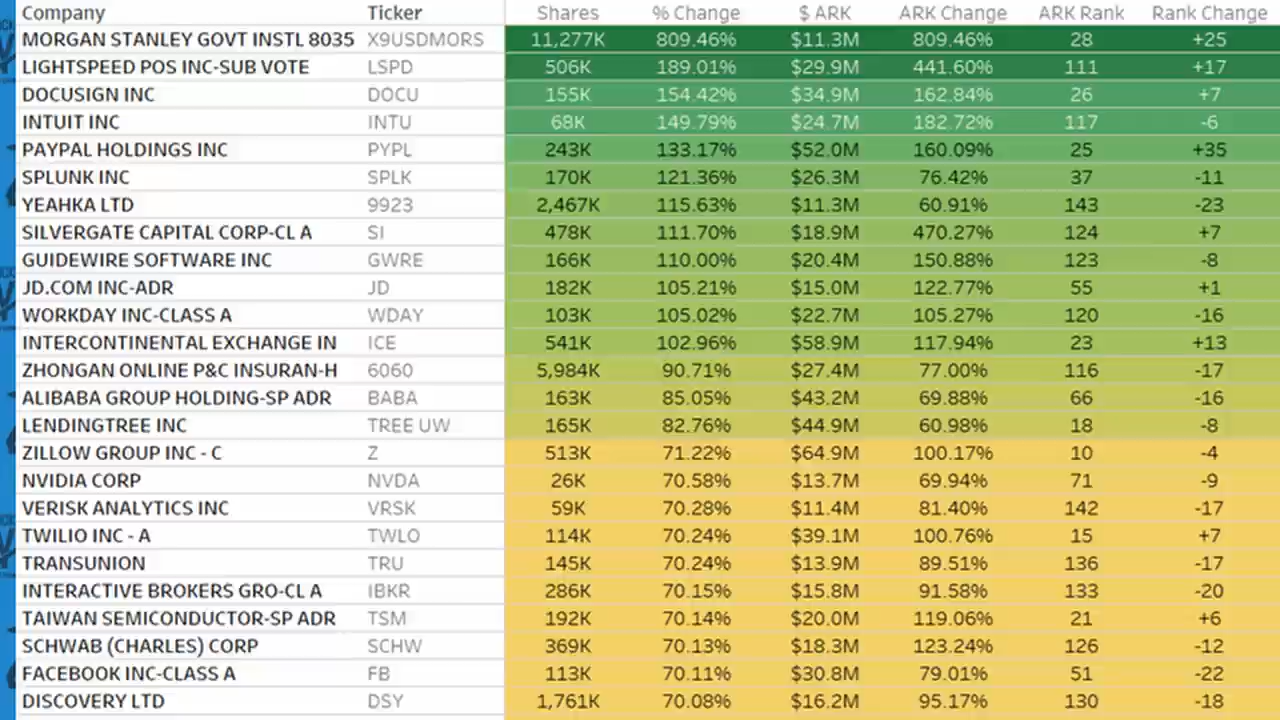 Company Ticker Shares % Change $ ARK ARK Change ARK Rank Rank Change
MORGAN STANLEY GOVT INSTL 8035 X9USDMORS 11,277K 809.46% $11.3M 809.46% 28 +25
LIGHTSPEED POS INC-SUB VOTE LSPD 506K 189.01% $29.9M 441.60% 111 +17
DOCUSIGN INC DOCU 155K 154.42% $34.9M 162.84% 26 +7
INTUIT INC INTU 68K 149.79% $24.7M 182.72% 117 -6
PAYPAL HOLDINGS INC PYPL 243K 133.17% $52.0M 160.09% 25 +35
SPLUNK INC SPLK 170K 121.36% $26.3M 76.42% 37 -11
YEAHKA LTD 9923 2,467K 115.63% $11.3M 60.91% 143 -23
SILVERGATE CAPITAL CORP-CL A SI 478K 111.70% $18.9M 470.27% 124 +7
GUIDEWIRE SOFTWARE INC GWRE 166K 110.00% $20.4M 150.88% 123 -8
JD.COM INC-ADR JD 182K 105.21% $15.0M 122.77% 55 +1
WORKDAY INC-CLASS A WDAY 103K 105.02% $22.7M 105.27% 120 -16
INTERCONTINENTAL EXCHANGE IN ICE 541K 102.96% $58.9M 117.94% 23 +13
ZHONGAN ONLINE P&C INSURAN-H 6060 5,984K 90.71% $27.4M 77.00% 116 -17
ALIBABA GROUP HOLDING-SP ADR BABA 163K 85.05% $43.2M 69.88% 66 -16
LENDINGTREE INC TREE UW 165K 82.76% $44.9M 60.98% 18 -8
ZILLOW GROUP INC - C Z 513K 71.22% $64.9M 100.17% 10 -4
NVIDIA CORP NVDA 26K 70.58% $13.7M 69.94% 71 -9
VERISK ANALYTICS INC VRSK 59K 70.28% $11.4M 81.40% 142 -17
TWILIO INC - A TWLO 114K 70.24% $39.1M 100.76% 15 +7
TRANSUNION TRU 145K 70.24% $13.9M 89.51% 136 -17
INTERACTIVE BROKERS GRO-CL A IBKR 286K 70.15% $15.8M 91.58% 133 -20
TAIWAN SEMICONDUCTOR-SP ADR TSM 192K 70.14% $20.0M 119.06% 21 +6
SCHWAB (CHARLES) CORP SCHW 369K 70.13% $18.3M 123.24% 126 -12
FACEBOOK INC-CLASS A FB 113K 70.11% $30.8M 79.01% 51 -22
DISCOVERY LTD DSY 1,761K 70.08% $16.2M 95.17% 130 -18